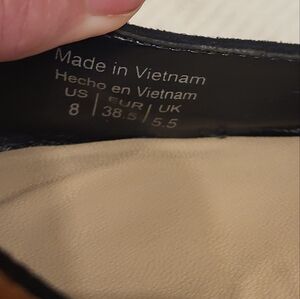 Made in Vietnam
Hecho en Vietnam
US | EUR | UK
8 | 38.5 | 5.5